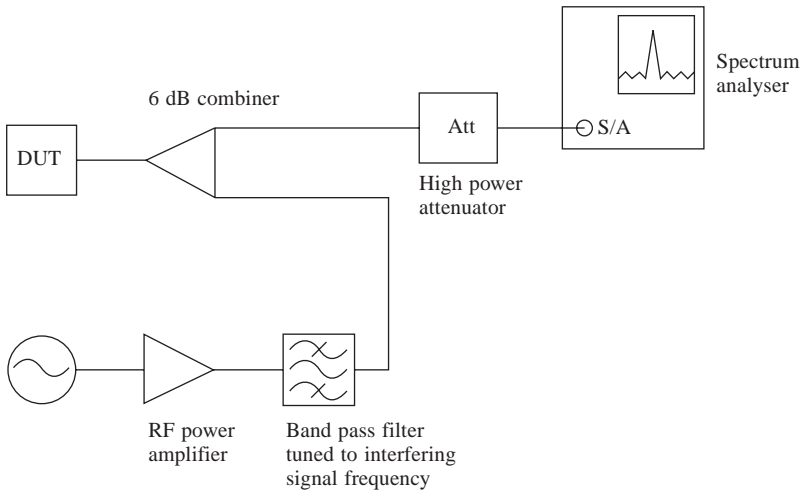 6 dB combiner
DUT
Att
S/A
Spectrum
analyser
High power
attenuator
RF power
amplifier
Band pass filter
tuned to interfering
signal frequency